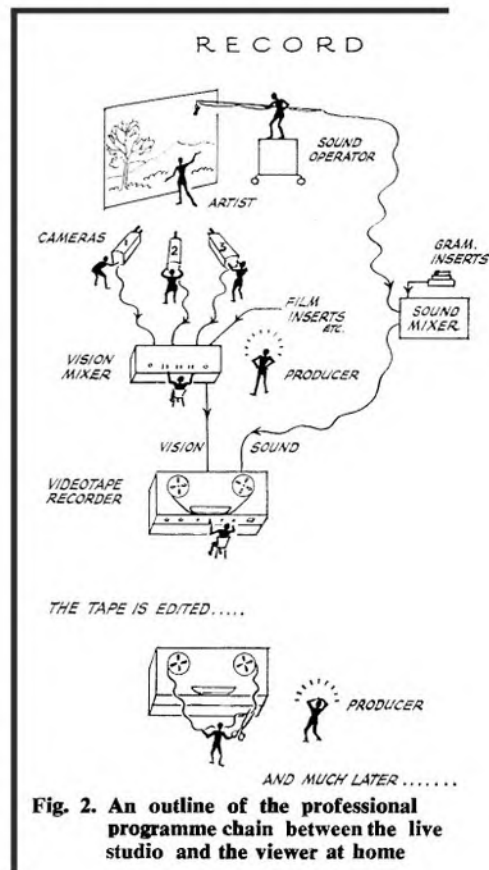 RECORD
SOUND
OPERATOR
ARTIST
CAMERAS
1
2
3
GRAM.
INSERTS
FILM
INSERTS
ETC.
SOUND
MIXER
VISION
MIXER
PRODUCER
VISION
SOUND
VIDEOTAPE
RECORDER
THE TAPE IS EDITED.....
PRODUCER
AND MUCH LATER.......
Fig. 2. An outline of the professional
programme chain between the live
studio and the viewer at home